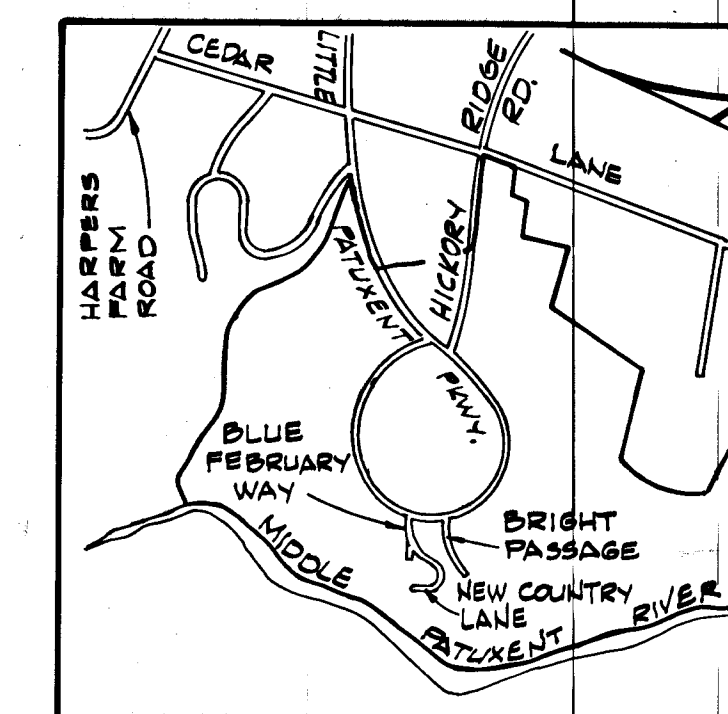 CEDAR
LITTLE
RIDGE
RD.
LANE
HARPERS
FARM
ROAD
PATUXENT
HICKORY
PKWY.
BLUE
FEBRUARY
WAY
BRIGHT
PASSAGE
MIDDLE
NEW COUNTRY
LANE
PATUXENT
RIVER